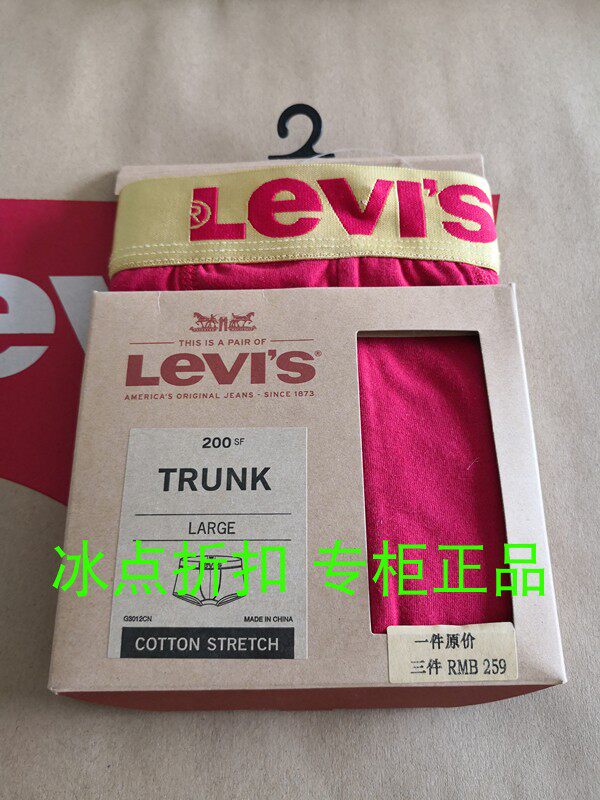 ®Levi's
THIS IS A PAIR OF
Levi's®
AMERICA'S ORIGINAL JEANS - SINCE 1873
200 SF
TRUNK
LARGE
冰点折扣 专柜正品
G3012CN MADE IN CHINA
COTTON STRETCH
一件原价
三件 RMB 259